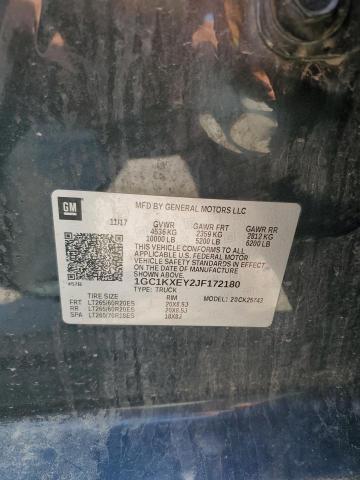 GM
MFD BY GENERAL MOTORS LLC
11/17
GVWR GAWR FRT GAWR RR
4536 KG 2359 KG 2812 KG
10000 LB 5200 LB 6200 LB
THIS VEHICLE CONFORMS TO ALL
APPLICABLE U.S. FEDERAL MOTOR
VEHICLE SAFETY STANDARDS IN
EFFECT ON THE DATE OF MANUFACTURE
SHOWN ABOVE.
1GC1KXEY2JF172180
TYPE: TRUCK
TIRE SIZE RIM MODEL: 20CK25743
FRT LT265/60R20ES 20X8.5J
RR LT265/60R20ES 20X8.5J
SPA LT265/70R18ES 18X8J